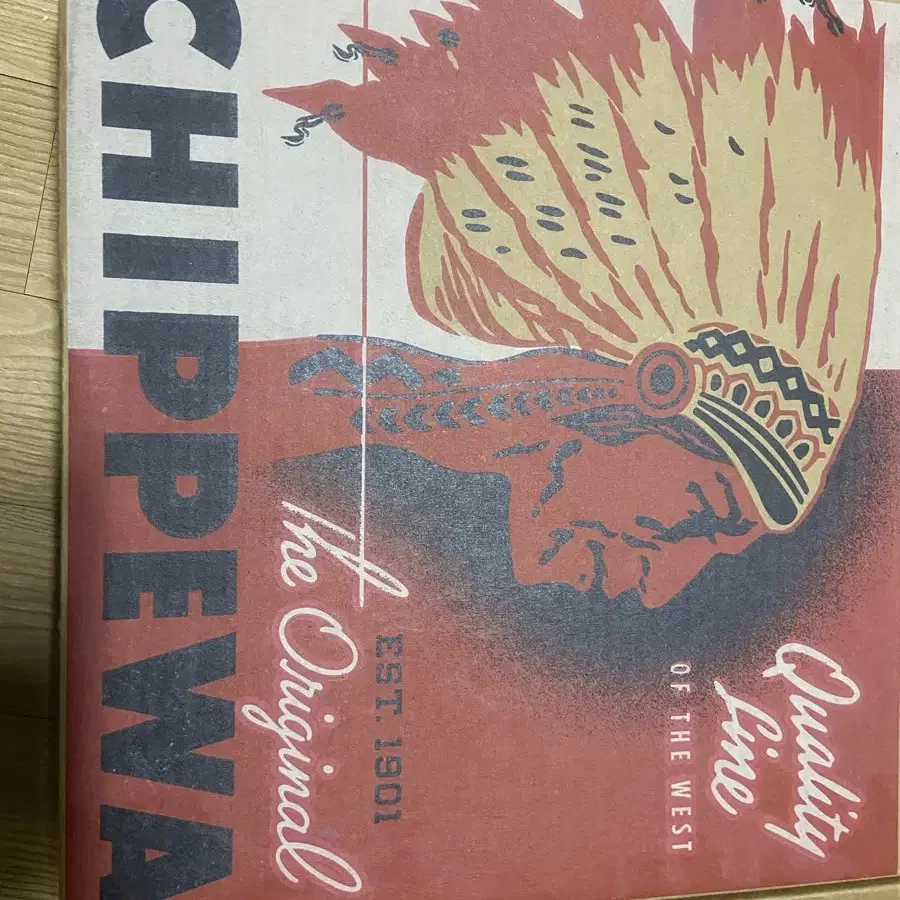 Quality
Line
OF THE WEST
EST. 1901
The Original
CHIPPEWA